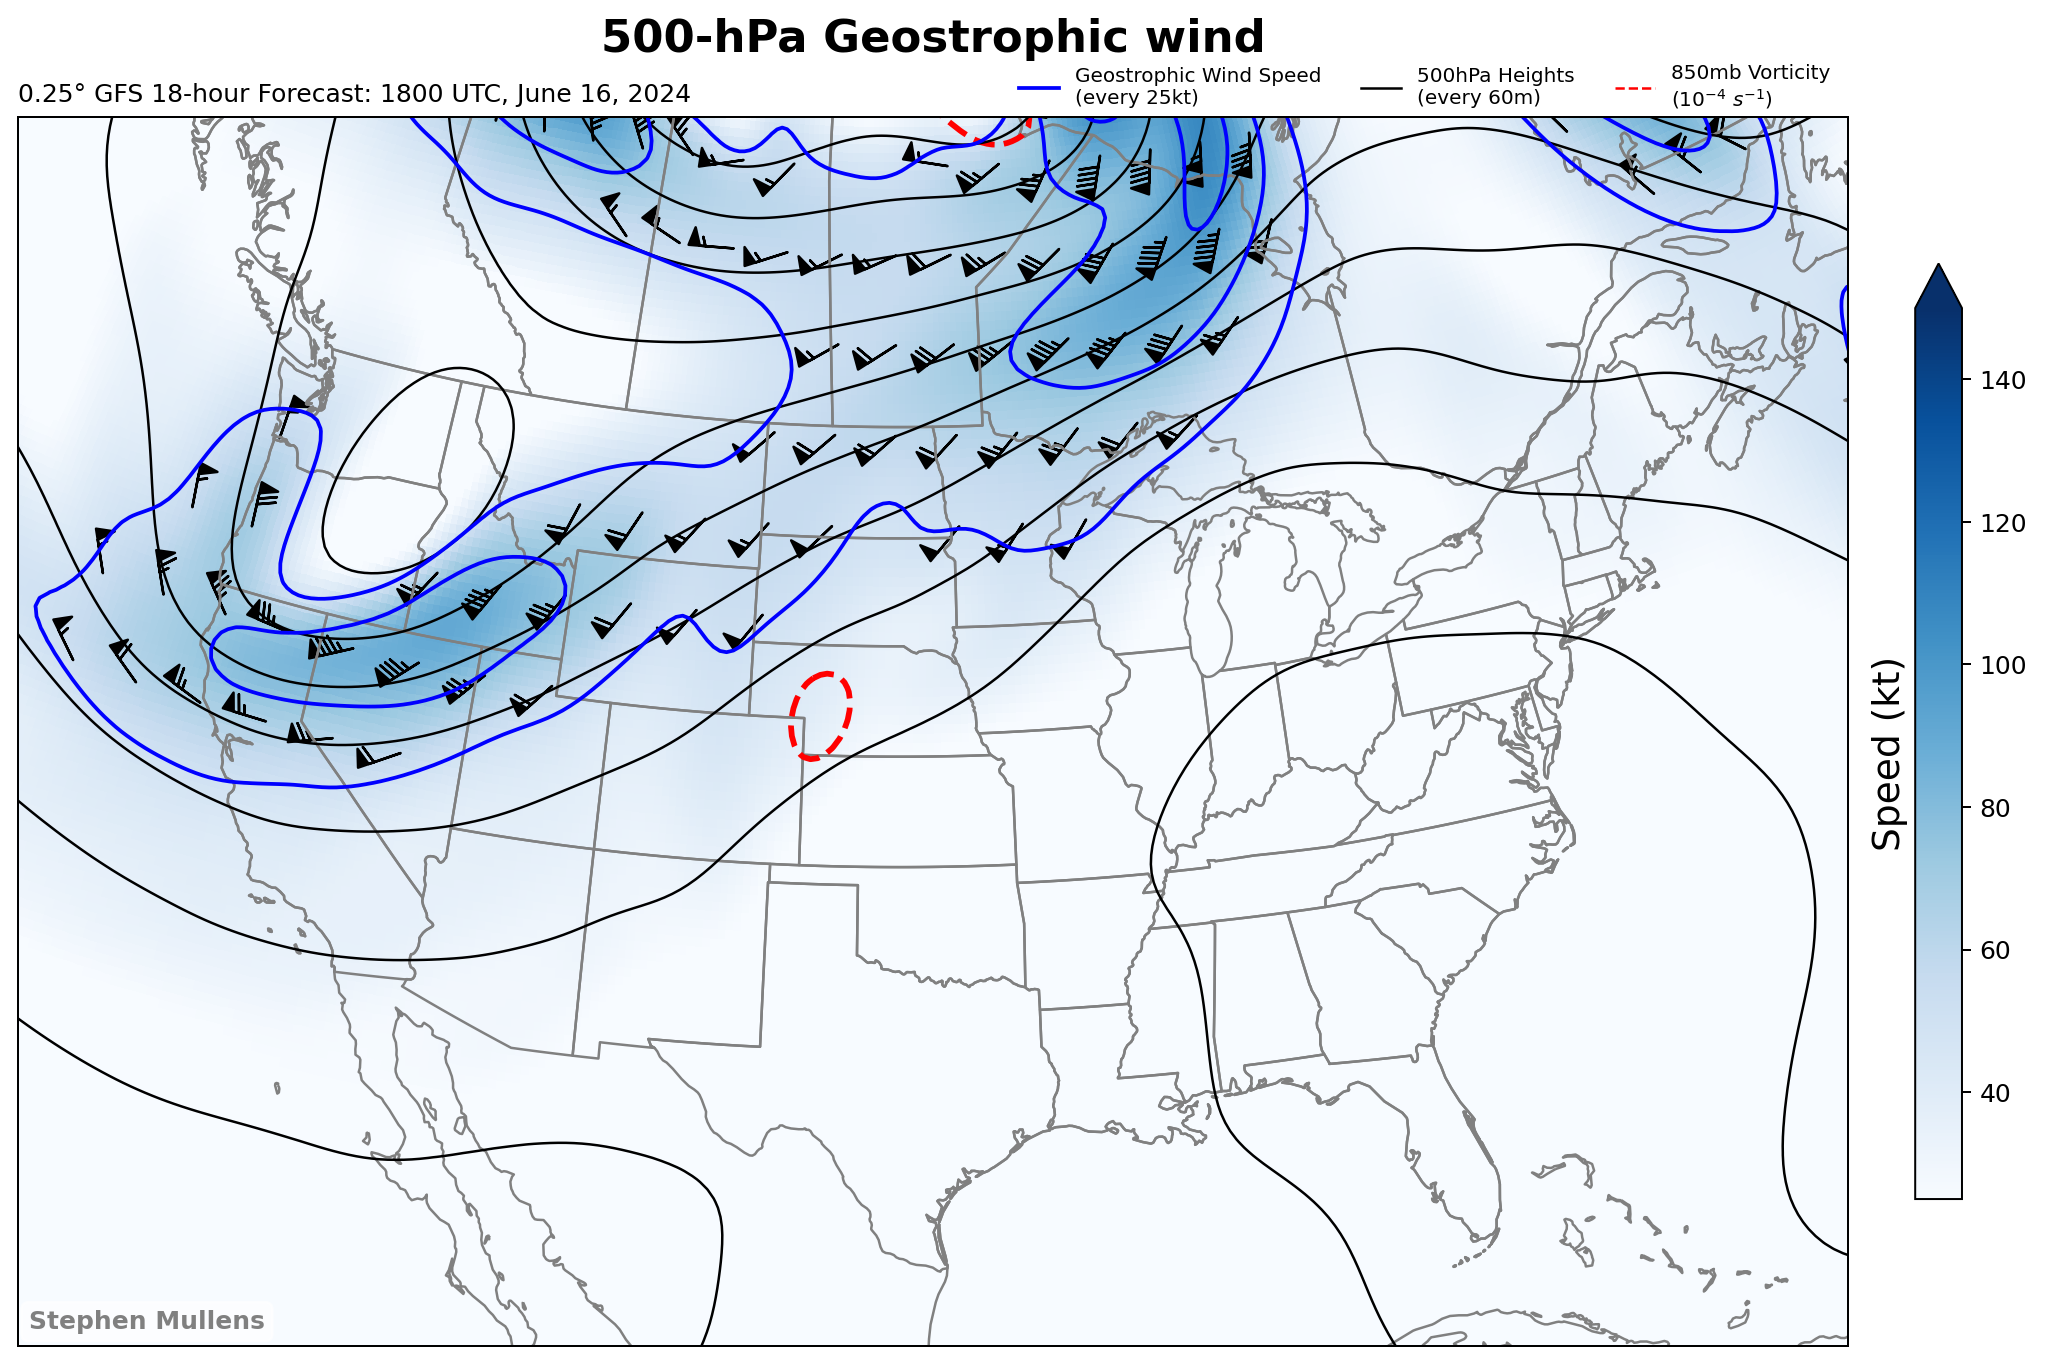 500-hPa Geostrophic wind
0.25° GFS 18-hour Forecast: 1800 UTC, June 16, 2024
Geostrophic Wind Speed
(every 25kt)
500hPa Heights
(every 60m)
850mb Vorticity
(10⁻⁴ s⁻¹)
140
120
100
80
60
40
Speed (kt)
Stephen Mullens